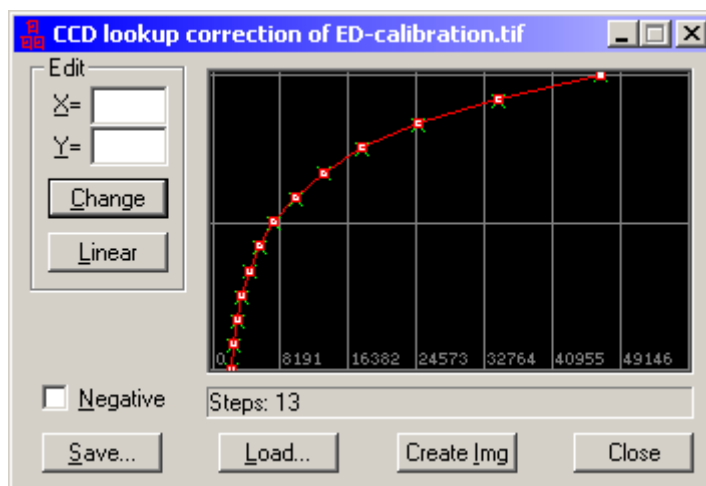 CCD lookup correction of ED-calibration.tif
Edit
X=
Y=
Change
Linear
0 8191 16382 24573 32764 40955 49146
Negative
Steps: 13
Save... Load... Create Img Close